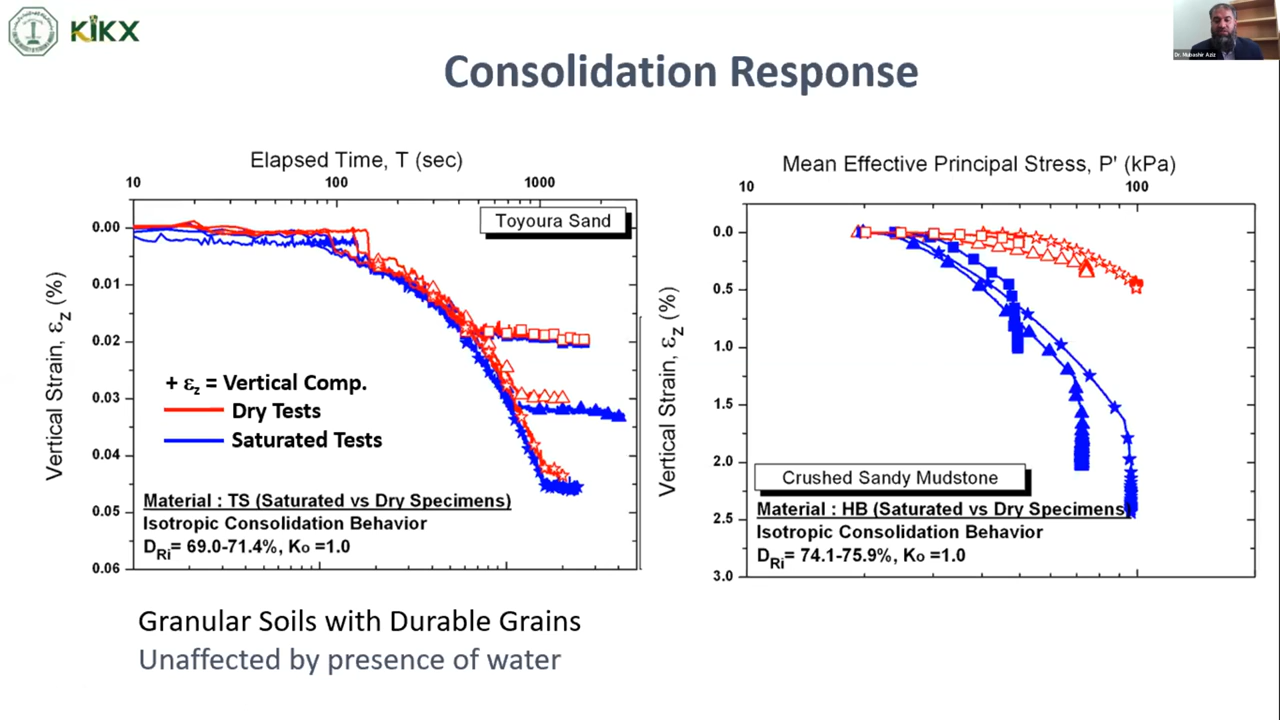 KiKX
Dr. Mubashir Aziz
Consolidation Response
Elapsed Time, T (sec)
10 100 1000
Toyoura Sand
0.00
0.01
0.02
0.03
0.04
0.05
0.06
Vertical Strain, εz (%)
+ εz = Vertical Comp.
Dry Tests
Saturated Tests
Material : TS (Saturated vs Dry Specimens)
Isotropic Consolidation Behavior
DRi= 69.0-71.4%, Ko =1.0
Mean Effective Principal Stress, P' (kPa)
10 100
0.0
0.5
1.0
1.5
2.0
2.5
3.0
Vertical Strain, εz (%)
Crushed Sandy Mudstone
Material : HB (Saturated vs Dry Specimens)
Isotropic Consolidation Behavior
DRi= 74.1-75.9%, Ko =1.0
Granular Soils with Durable Grains
Unaffected by presence of water